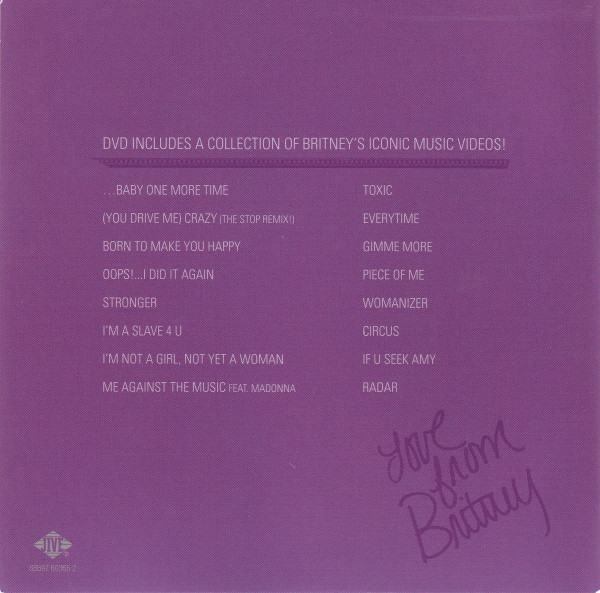 DVD INCLUDES A COLLECTION OF BRITNEY'S ICONIC MUSIC VIDEOS!
...BABY ONE MORE TIME
(YOU DRIVE ME) CRAZY (THE STOP REMIX!)
BORN TO MAKE YOU HAPPY
OOPS!...I DID IT AGAIN
STRONGER
I'M A SLAVE 4 U
I'M NOT A GIRL, NOT YET A WOMAN
ME AGAINST THE MUSIC FEAT. MADONNA
TOXIC
EVERYTIME
GIMME MORE
PIECE OF ME
WOMANIZER
CIRCUS
IF U SEEK AMY
RADAR
Love
from
Britney
JIVE